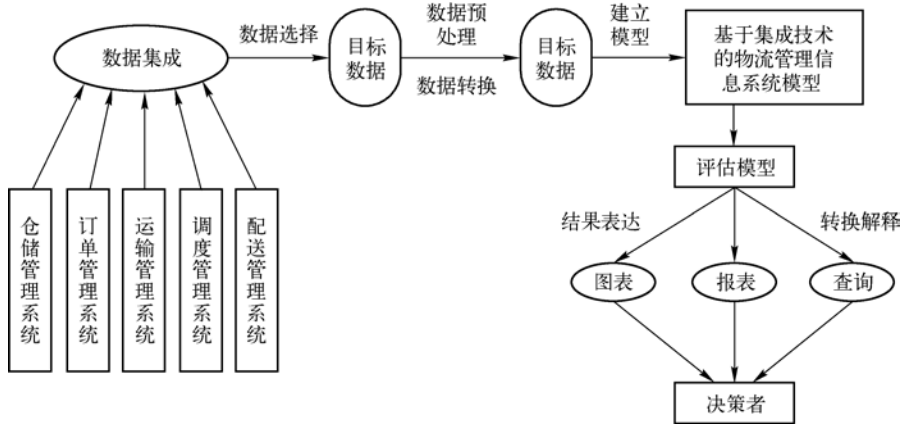 数据集成
数据选择
目标
数据
数据预
处理
数据转换
目标
数据
建立
模型
基于集成技术
的物流管理信
息系统模型
评估模型
结果表达
转换解释
图表
报表
查询
决策者
仓储管理系统
订单管理系统
运输管理系统
调度管理系统
配送管理系统